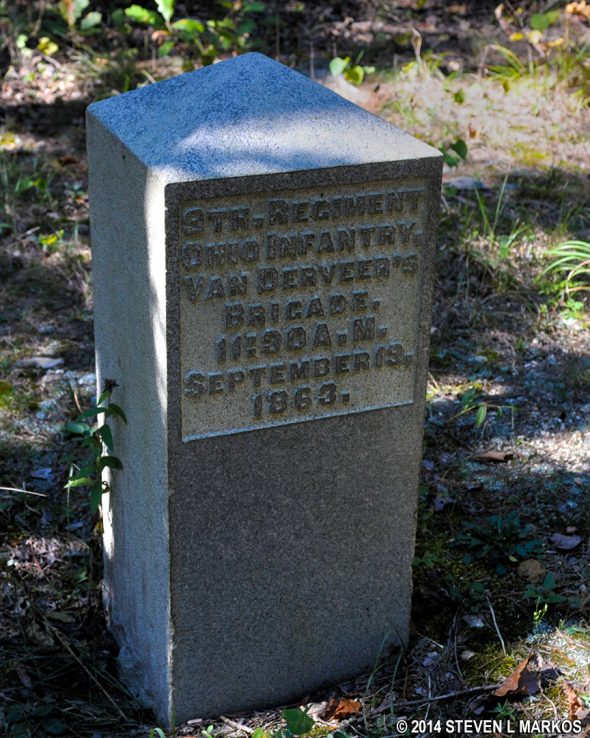 9TH. REGIMENT
OHIO INFANTRY.
VAN DERVEER'S
BRIGADE.
11:30 A.M.
SEPTEMBER 19.
1863.
©2014 STEVEN L MARKOS